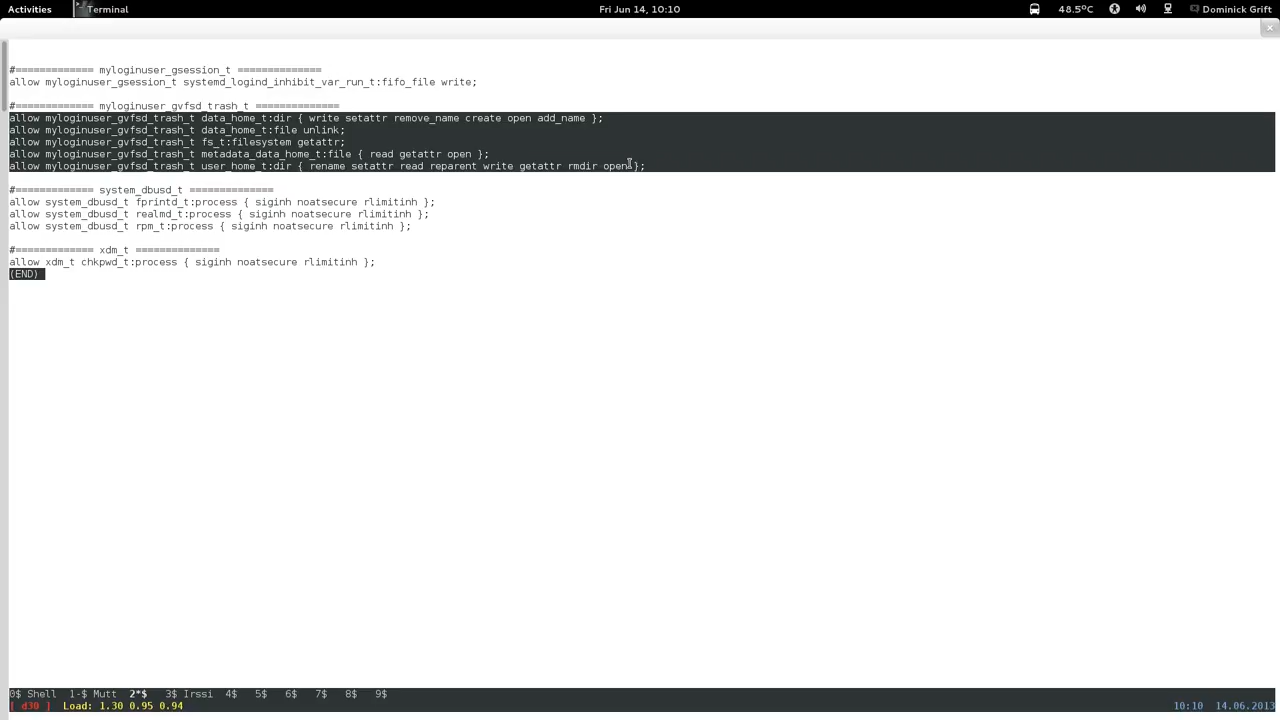 Activities Terminal Fri Jun 14, 10:10 48.5°C Dominick Grift
#============= myloginuser_gsession_t ==============
allow myloginuser_gsession_t systemd_logind_inhibit_var_run_t:fifo_file write;
#============= myloginuser_gvfsd_trash_t ==============
allow myloginuser_gvfsd_trash_t data_home_t:dir { write setattr remove_name create open add_name };
allow myloginuser_gvfsd_trash_t data_home_t:file unlink;
allow myloginuser_gvfsd_trash_t fs_t:filesystem getattr;
allow myloginuser_gvfsd_trash_t metadata_data_home_t:file { read getattr open };
allow myloginuser_gvfsd_trash_t user_home_t:dir { rename setattr read reparent write getattr rmdir open };
#============= system_dbusd_t ==============
allow system_dbusd_t fprintd_t:process { siginh noatsecure rlimitinh };
allow system_dbusd_t realmd_t:process { siginh noatsecure rlimitinh };
allow system_dbusd_t rpm_t:process { siginh noatsecure rlimitinh };
#============= xdm_t ==============
allow xdm_t chkpwd_t:process { siginh noatsecure rlimitinh };
(END)
0$ Shell 1-$ Mutt 2*$ 3$ Irssi 4$ 5$ 6$ 7$ 8$ 9$
[ d30 ] Load: 1.30 0.95 0.94 10:10 14.06.2013